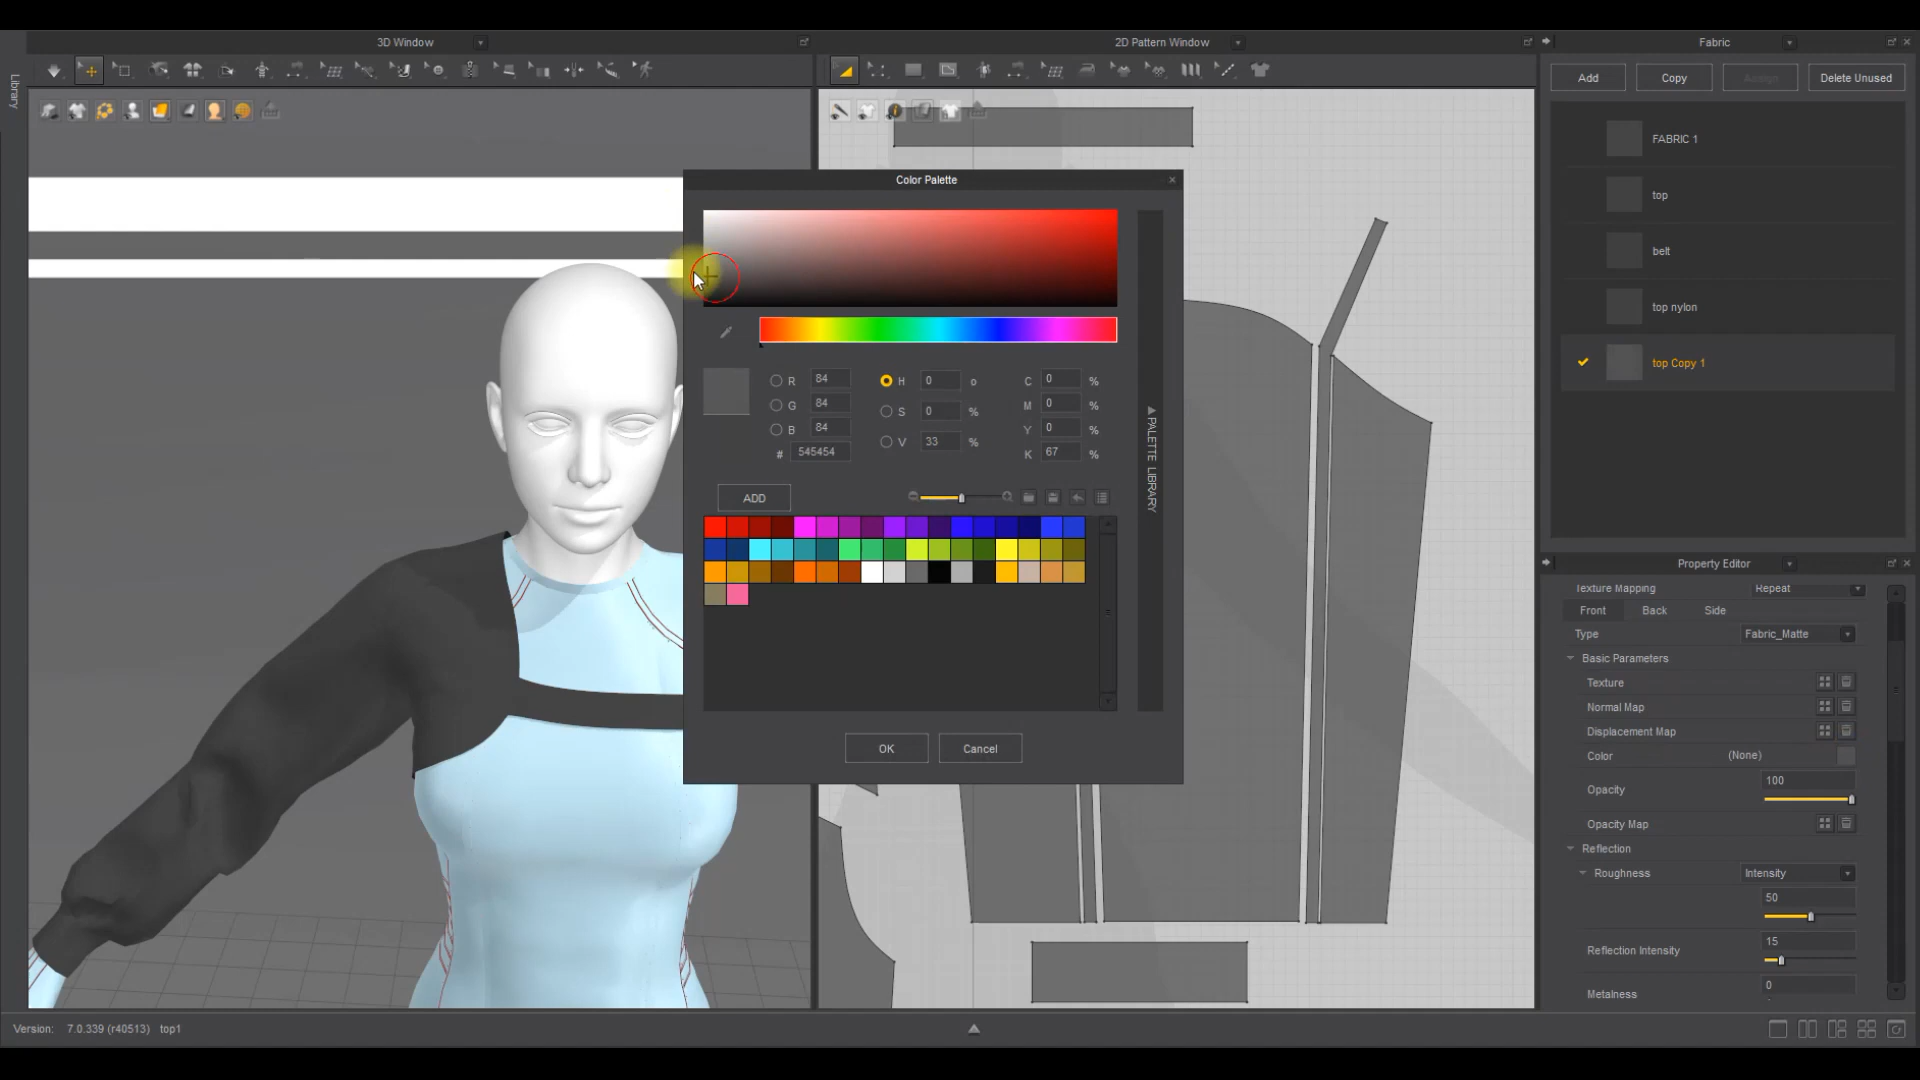 3D Window
2D Pattern Window
Fabric
Library
Add
Copy
Assign
Delete Unused
FABRIC 1
top
belt
top nylon
top Copy 1
Color Palette
R 84
H 0 o
C 0 %
G 84
S 0 %
M 0 %
B 84
V 33 %
Y 0 %
# 545454
K 67 %
PALETTE LIBRARY
ADD
OK
Cancel
Property Editor
Texture Mapping Repeat
Front Back Side
Type Fabric_Matte
Basic Parameters
Texture
Normal Map
Displacement Map
Color (None)
Opacity 100
Opacity Map
Reflection
Roughness Intensity
50
Reflection Intensity 15
Metalness 0
Version: 7.0.339 (r40513) top1